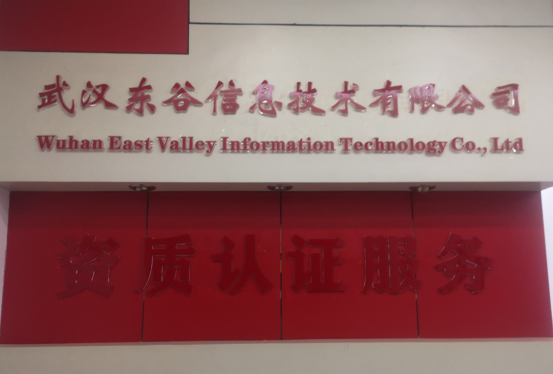 武汉东谷信息技术有限公司
Wuhan East Valley Information Technology Co., Ltd
资质认证服务